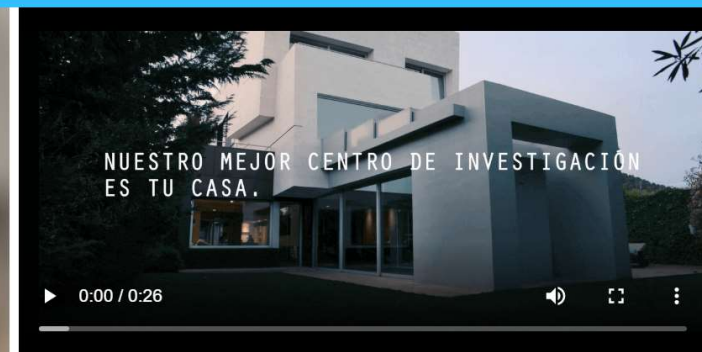 NUESTRO MEJOR CENTRO DE INVESTIGACIÓN
ES TU CASA.
0:00 / 0:26